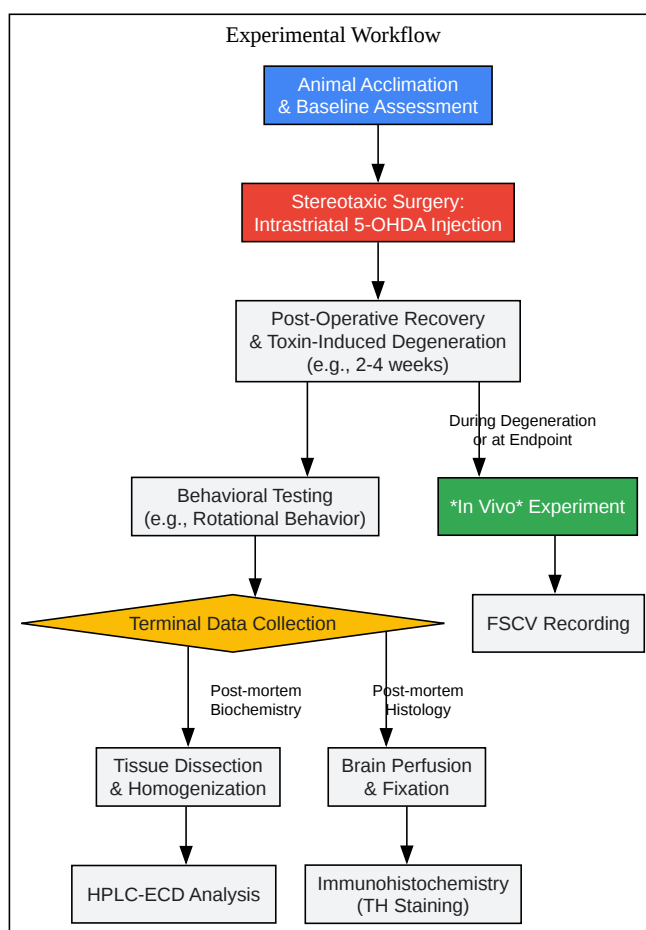 Experimental Workflow
Animal Acclimation
& Baseline Assessment
Stereotaxic Surgery:
Intrastriatal 5-OHDA Injection
Post-Operative Recovery
& Toxin-Induced Degeneration
(e.g., 2-4 weeks)
During Degeneration
or at Endpoint
Behavioral Testing
(e.g., Rotational Behavior)
*In Vivo* Experiment
Terminal Data Collection
FSCV Recording
Post-mortem
Biochemistry
Post-mortem
Histology
Tissue Dissection
& Homogenization
Brain Perfusion
& Fixation
HPLC-ECD Analysis
Immunohistochemistry
(TH Staining)